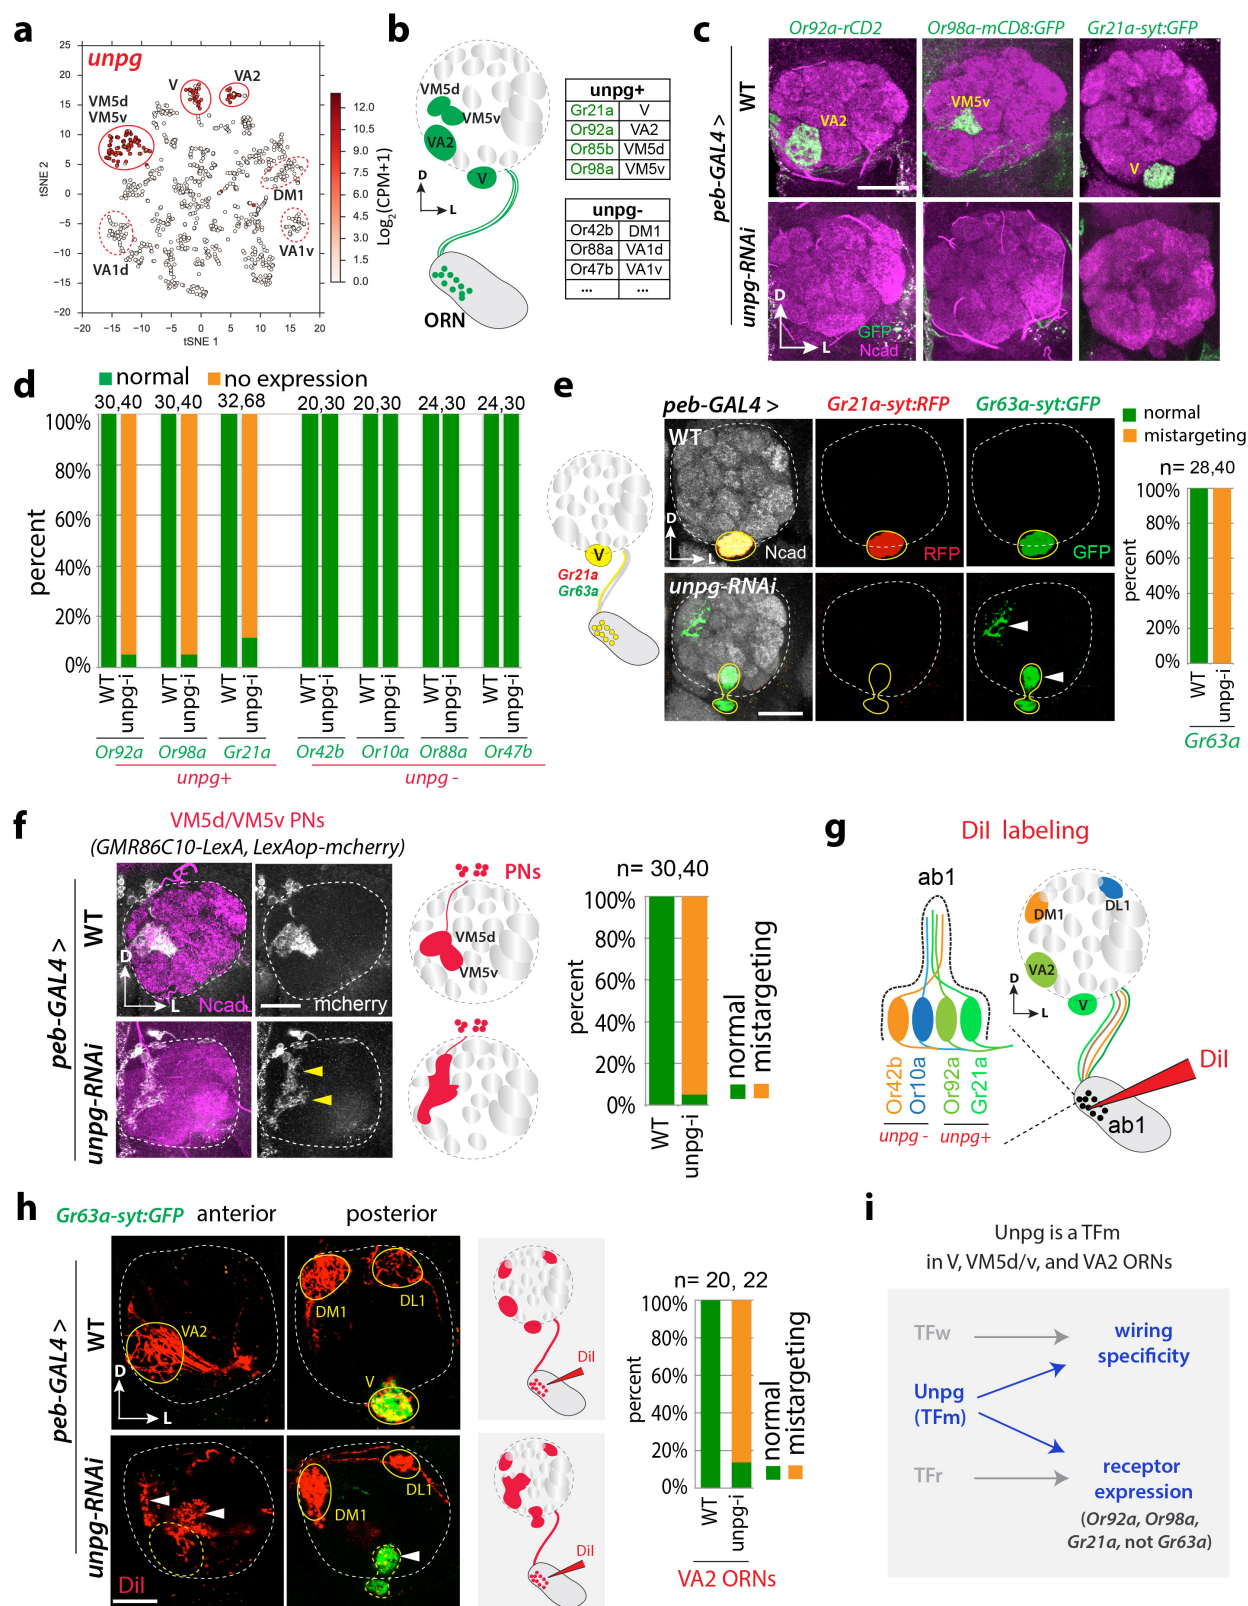 a
unpg
25
20
15
10
5
0
−5
−10
−15
−20
−20 −15 −10 −5 0 5 10 15 20
tSNE 2
tSNE 1
V
VA2
VM5d
VM5v
DM1
VA1d
VA1v
12.0
10.5
9.0
7.5
6.0
4.5
3.0
1.5
0.0
Log2(CPM+1)
b
VM5d
VM5v
VA2
V
D
L
ORN
unpg+
Gr21a V
Or92a VA2
Or85b VM5d
Or98a VM5v
unpg-
Or42b DM1
Or88a VA1d
Or47b VA1v
... ...
c
Or92a-rCD2 Or98a-mCD8:GFP Gr21a-syt:GFP
peb-GAL4 >
WT
unpg-RNAi
VA2
VM5v
V
D
L
GFP
Ncad
d
normal no expression
30,40 30,40 32,68 20,30 20,30 24,30 24,30
100%
80%
60%
40%
20%
0%
percent
WT unpg-i WT unpg-i WT unpg-i WT unpg-i WT unpg-i WT unpg-i WT unpg-i
Or92a Or98a Gr21a Or42b Or10a Or88a Or47b
unpg+ unpg -
e
peb-GAL4 > Gr21a-syt:RFP Gr63a-syt:GFP
WT
D
L
Ncad
RFP
GFP
unpg-RNAi
V
Gr21a
Gr63a
normal
mistargeting
n= 28,40
100%
80%
60%
40%
20%
0%
percent
WT
unpg-i
Gr63a
f
VM5d/VM5v PNs
(GMR86C10-LexA, LexAop-mcherry)
peb-GAL4 >
WT
unpg-RNAi
D
L
Ncad
mcherry
PNs
VM5d
VM5v
n= 30,40
100%
80%
60%
40%
20%
0%
percent
WT
unpg-i
normal
mistargeting
g
DiI labeling
ab1
Or42b
Or10a
Or92a
Gr21a
unpg - unpg+
DM1
DL1
VA2
V
D
L
DiI
ab1
h
Gr63a-syt:GFP anterior posterior
peb-GAL4 >
WT
unpg-RNAi
VA2
D
L
DM1
DL1
V
DM1
DL1
DiI
DiI
DiI
n= 20, 22
100%
80%
60%
40%
20%
0%
percent
WT
unpg-i
normal
mistargeting
VA2 ORNs
i
Unpg is a TFm
in V, VM5d/v, and VA2 ORNs
TFw
wiring
specificity
Unpg
(TFm)
TFr
receptor
expression
(Or92a, Or98a,
Gr21a, not Gr63a)